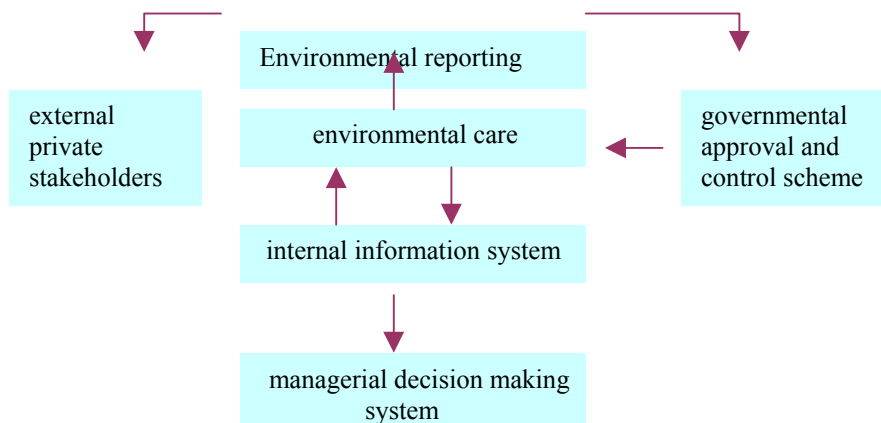 Environmental reporting
external
private
stakeholders
environmental care
governmental
approval and
control scheme
internal information system
managerial decision making
system